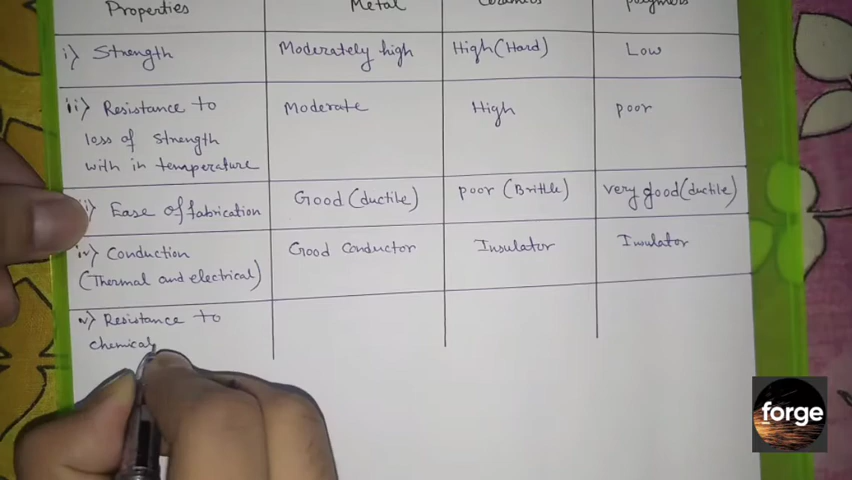 Properties Metal Ceramics polymers
i) Strength Moderately high High (Hard) Low
ii) Resistance to Moderate High poor
loss of strength
with in temperature
Ease of fabrication Good (ductile) poor (Brittle) very good (ductile)
iv) Conduction Good Conductor Insulator Insulator
(Thermal and electrical)
v) Resistance to
chemical
forge